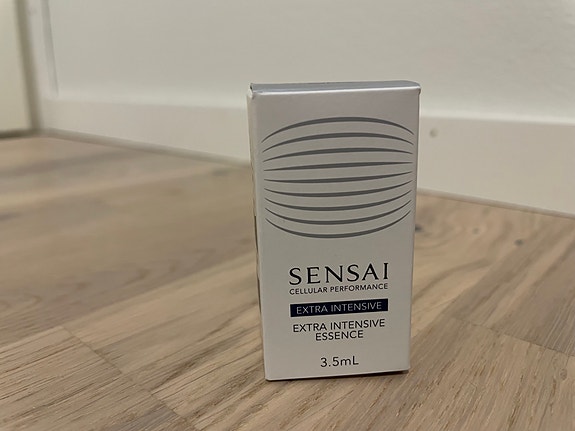 SENSAI
CELLULAR PERFORMANCE
EXTRA INTENSIVE
EXTRA INTENSIVE
ESSENCE
3.5mL